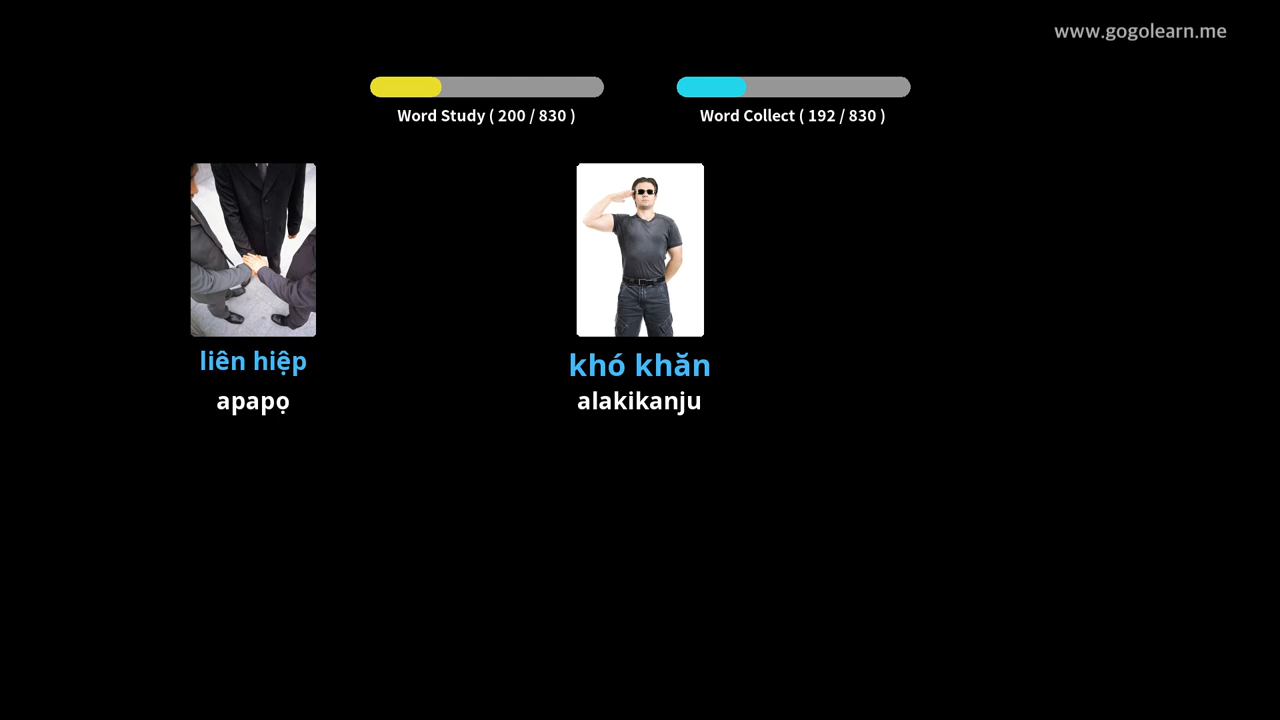 www.gogolearn.me
Word Study ( 200 / 830 )
Word Collect ( 192 / 830 )
liên hiệp
apapọ
khó khăn
alakikanju